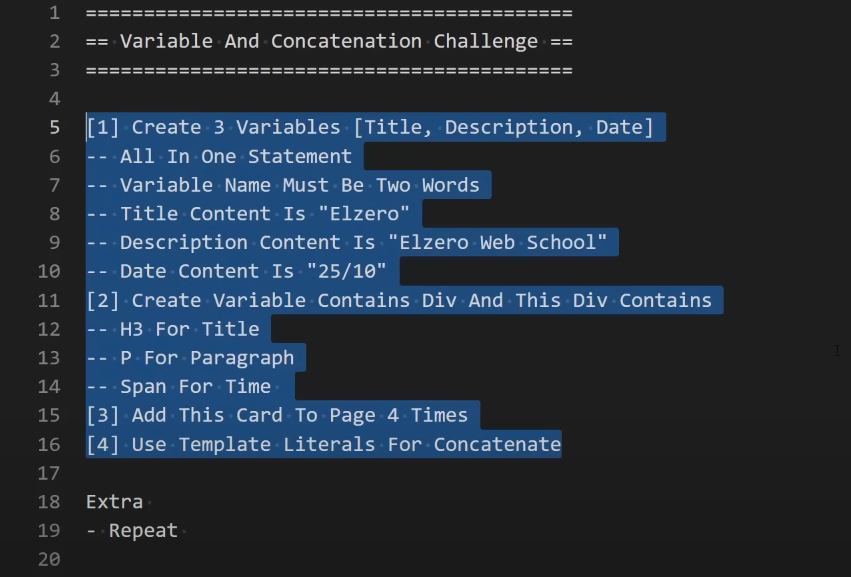 1 ==========================================
2 == Variable And Concatenation Challenge ==
3 ==========================================
4
5 [1] Create 3 Variables [Title, Description, Date]
6 -- All In One Statement
7 -- Variable Name Must Be Two Words
8 -- Title Content Is "Elzero"
9 -- Description Content Is "Elzero Web School"
10 -- Date Content Is "25/10"
11 [2] Create Variable Contains Div And This Div Contains
12 -- H3 For Title
13 -- P For Paragraph
14 -- Span For Time
15 [3] Add This Card To Page 4 Times
16 [4] Use Template Literals For Concatenate
17
18 Extra
19 - Repeat
20